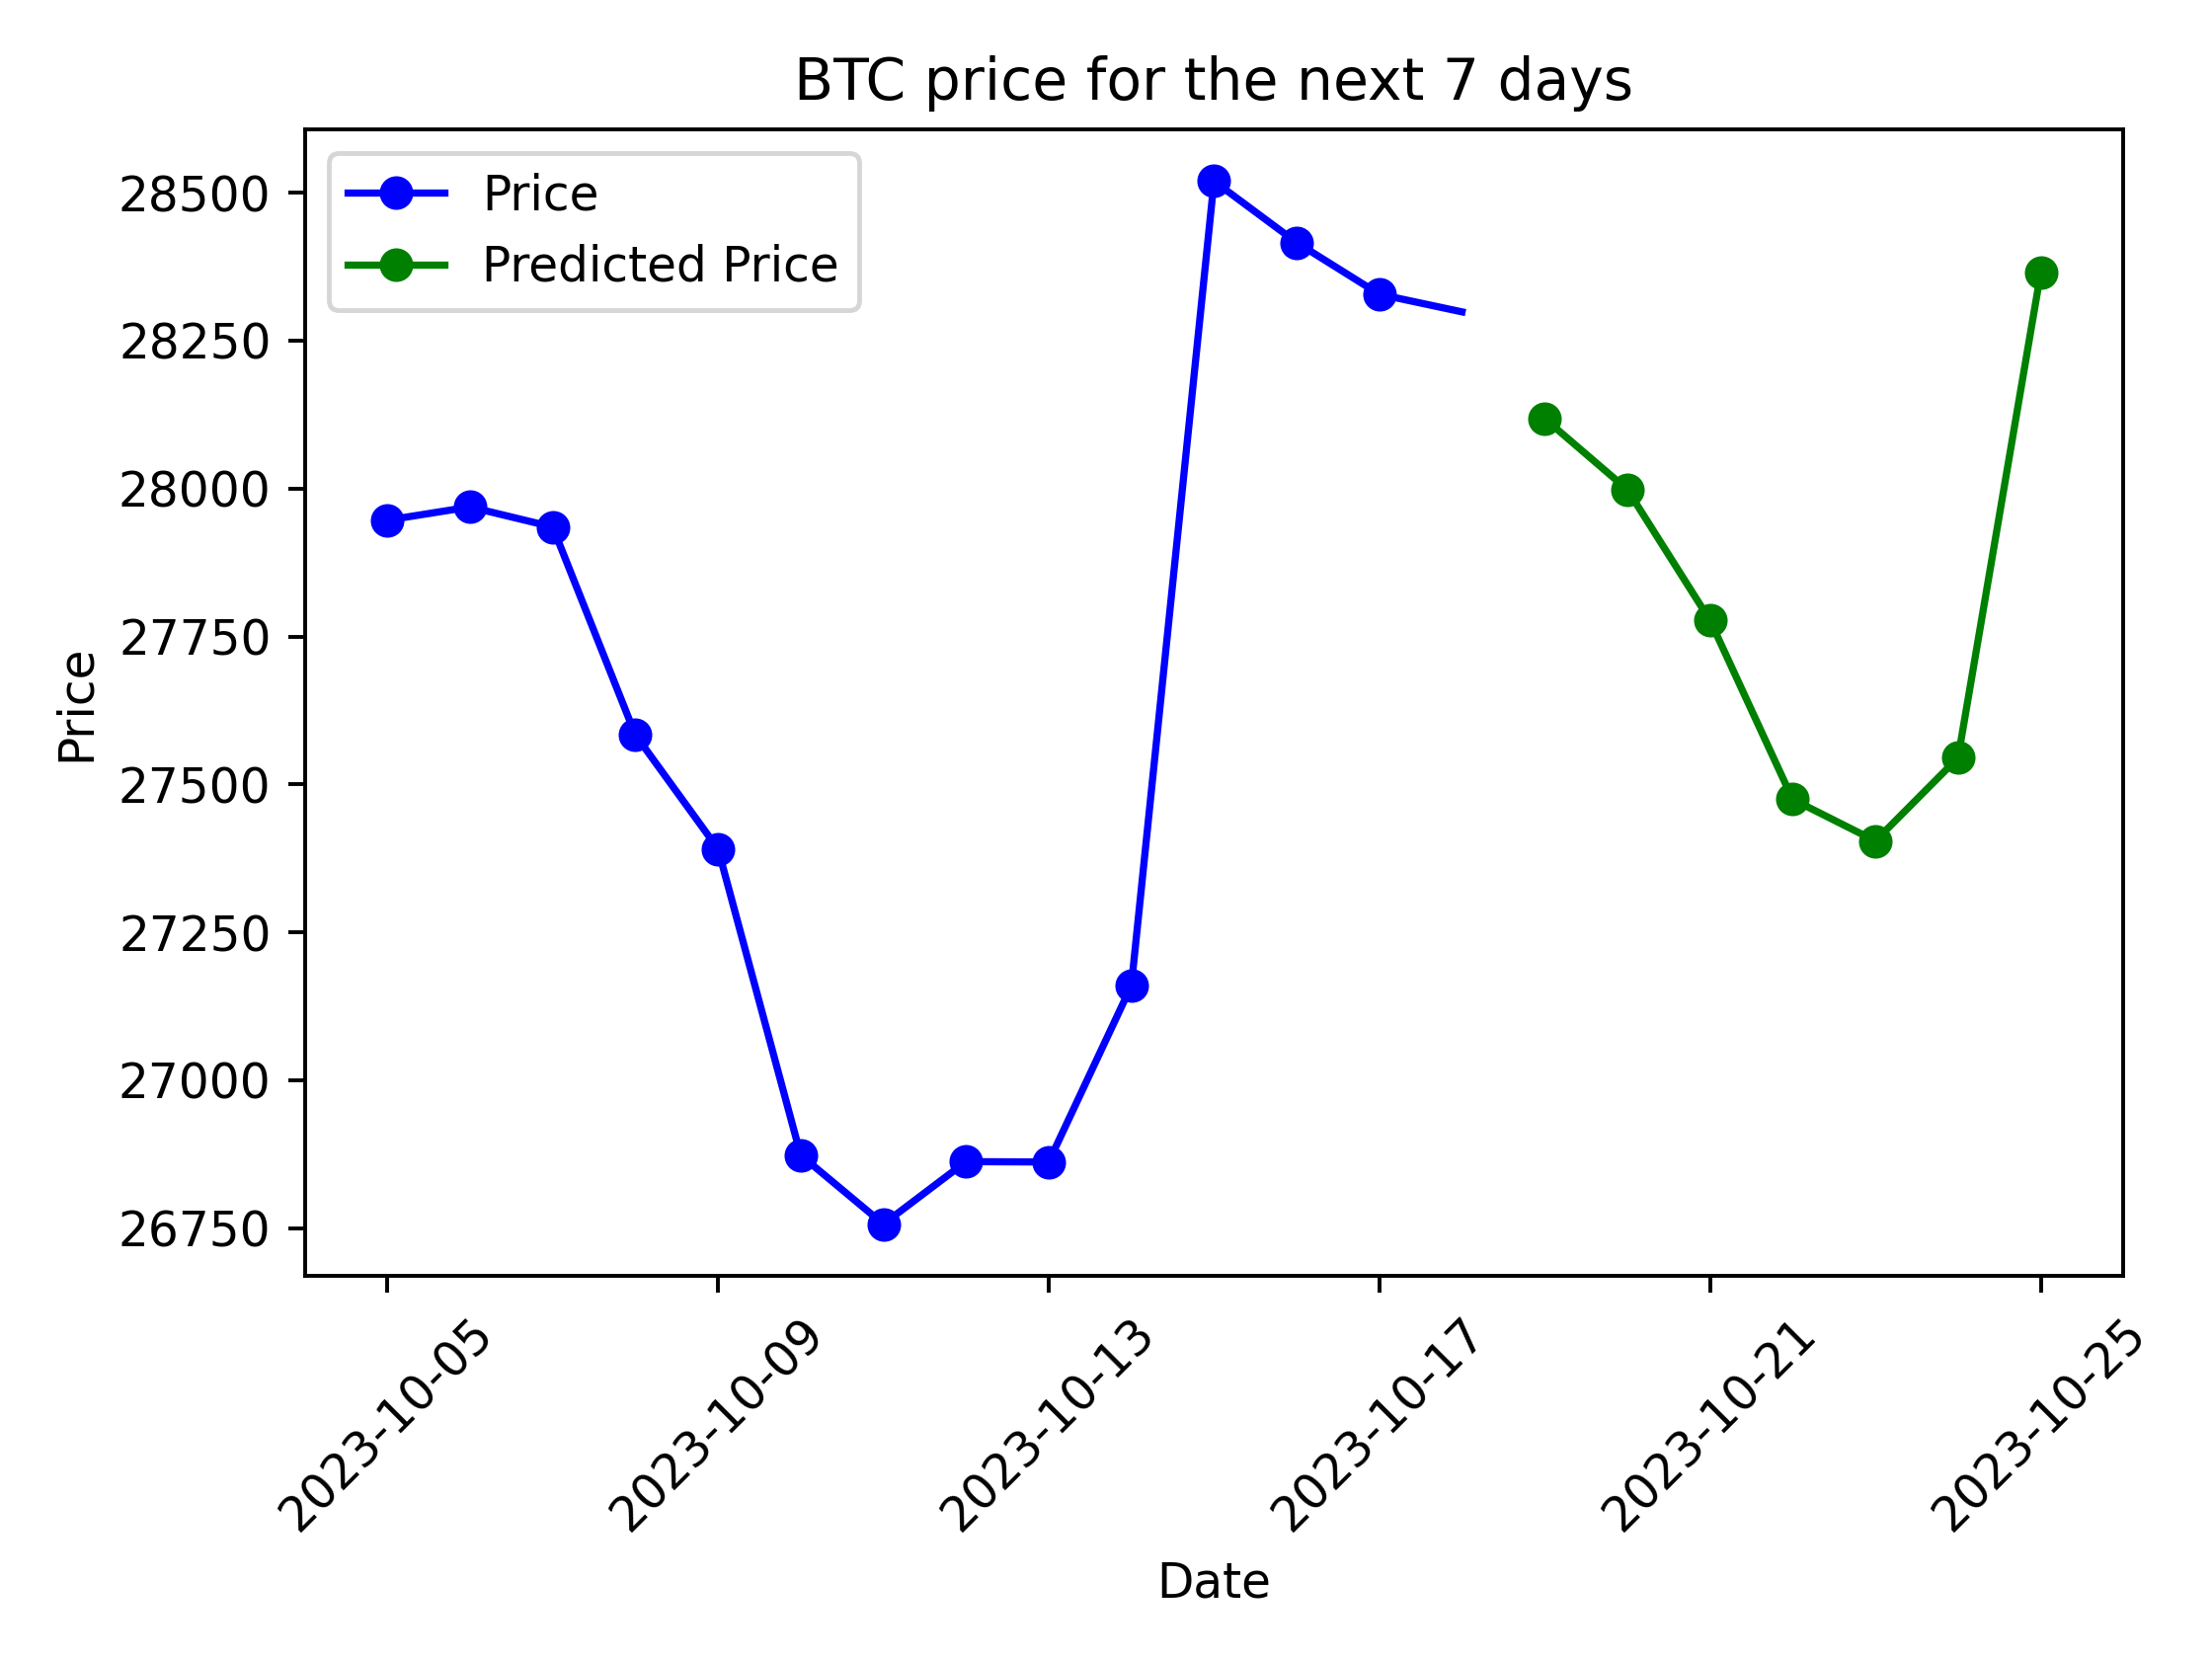 BTC price for the next 7 days
Price
Predicted Price
28500
28250
28000
27750
27500
27250
27000
26750
Price
2023-10-05
2023-10-09
2023-10-13
2023-10-17
2023-10-21
2023-10-25
Date